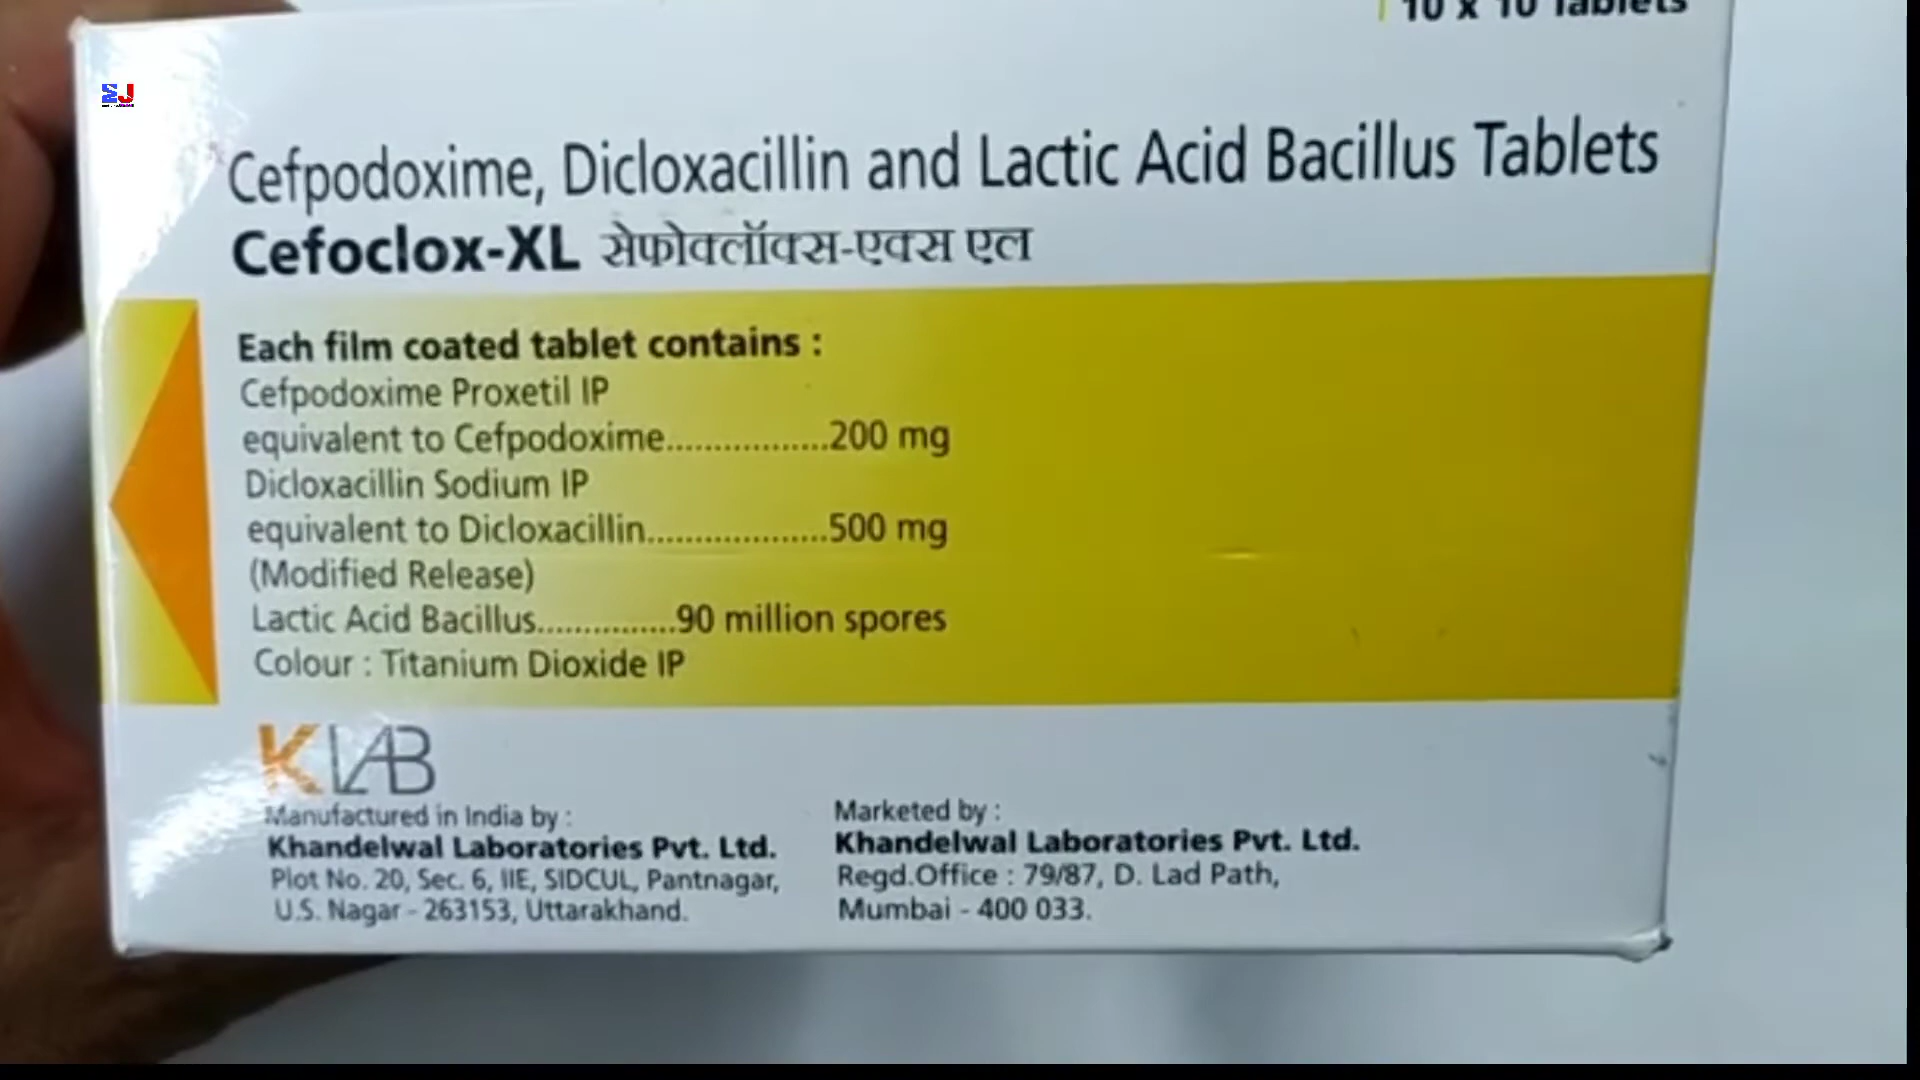 10 x 10 Tablets
Cefpodoxime, Dicloxacillin and Lactic Acid Bacillus Tablets
Cefoclox-XL सेफोक्लॉक्स-एक्स एल
Each film coated tablet contains :
Cefpodoxime Proxetil IP
equivalent to Cefpodoxime.................200 mg
Dicloxacillin Sodium IP
equivalent to Dicloxacillin...................500 mg
(Modified Release)
Lactic Acid Bacillus...............90 million spores
Colour : Titanium Dioxide IP
KLAB
Manufactured in India by :
Khandelwal Laboratories Pvt. Ltd.
Plot No. 20, Sec. 6, IIE, SIDCUL, Pantnagar,
U.S. Nagar - 263153, Uttarakhand.
Marketed by :
Khandelwal Laboratories Pvt. Ltd.
Regd.Office : 79/87, D. Lad Path,
Mumbai - 400 033.